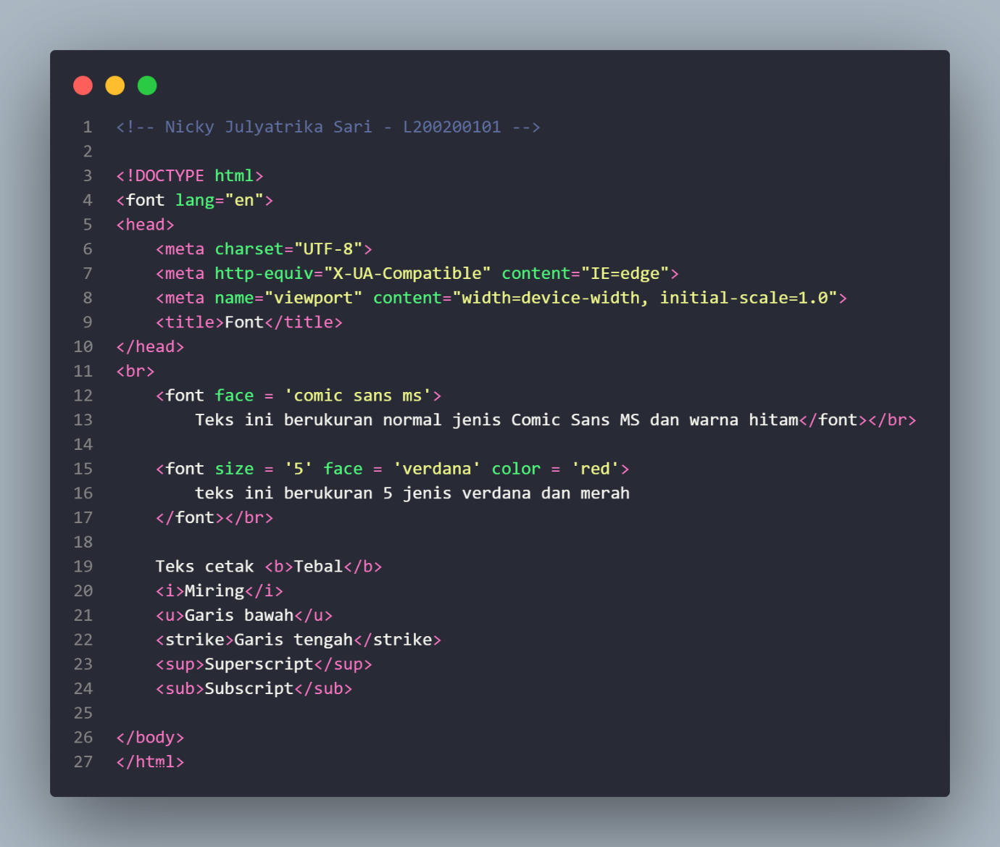 1 <!-- Nicky Julyatrika Sari - L200200101 -->
2
3 <!DOCTYPE html>
4 <font lang="en">
5 <head>
6     <meta charset="UTF-8">
7     <meta http-equiv="X-UA-Compatible" content="IE=edge">
8     <meta name="viewport" content="width=device-width, initial-scale=1.0">
9     <title>Font</title>
10 </head>
11 <br>
12     <font face = 'comic sans ms'>
13         Teks ini berukuran normal jenis Comic Sans MS dan warna hitam</font></br>
14
15     <font size = '5' face = 'verdana' color = 'red'>
16         teks ini berukuran 5 jenis verdana dan merah
17     </font></br>
18
19     Teks cetak <b>Tebal</b>
20     <i>Miring</i>
21     <u>Garis bawah</u>
22     <strike>Garis tengah</strike>
23     <sup>Superscript</sup>
24     <sub>Subscript</sub>
25
26 </body>
27 </html>